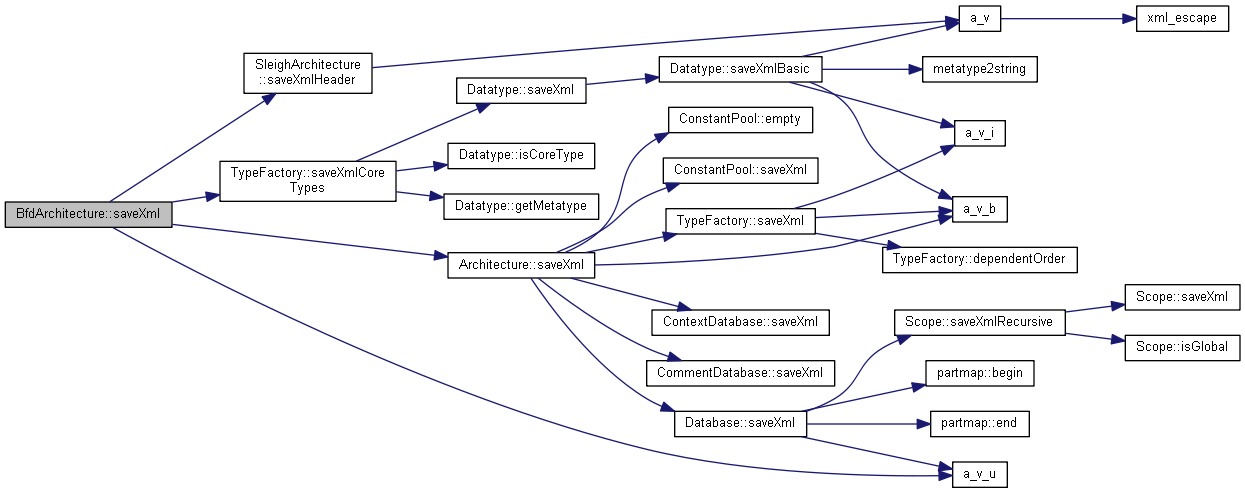 BfdArchitecture::saveXml
SleighArchitecture
::saveXmlHeader
TypeFactory::saveXmlCore
Types
Architecture::saveXml
Datatype::saveXml
Datatype::isCoreType
Datatype::getMetatype
Datatype::saveXmlBasic
ConstantPool::empty
ConstantPool::saveXml
TypeFactory::saveXml
ContextDatabase::saveXml
CommentDatabase::saveXml
Database::saveXml
a_v
metatype2string
a_v_i
a_v_b
TypeFactory::dependentOrder
Scope::saveXmlRecursive
partmap::begin
partmap::end
a_v_u
xml_escape
Scope::saveXml
Scope::isGlobal